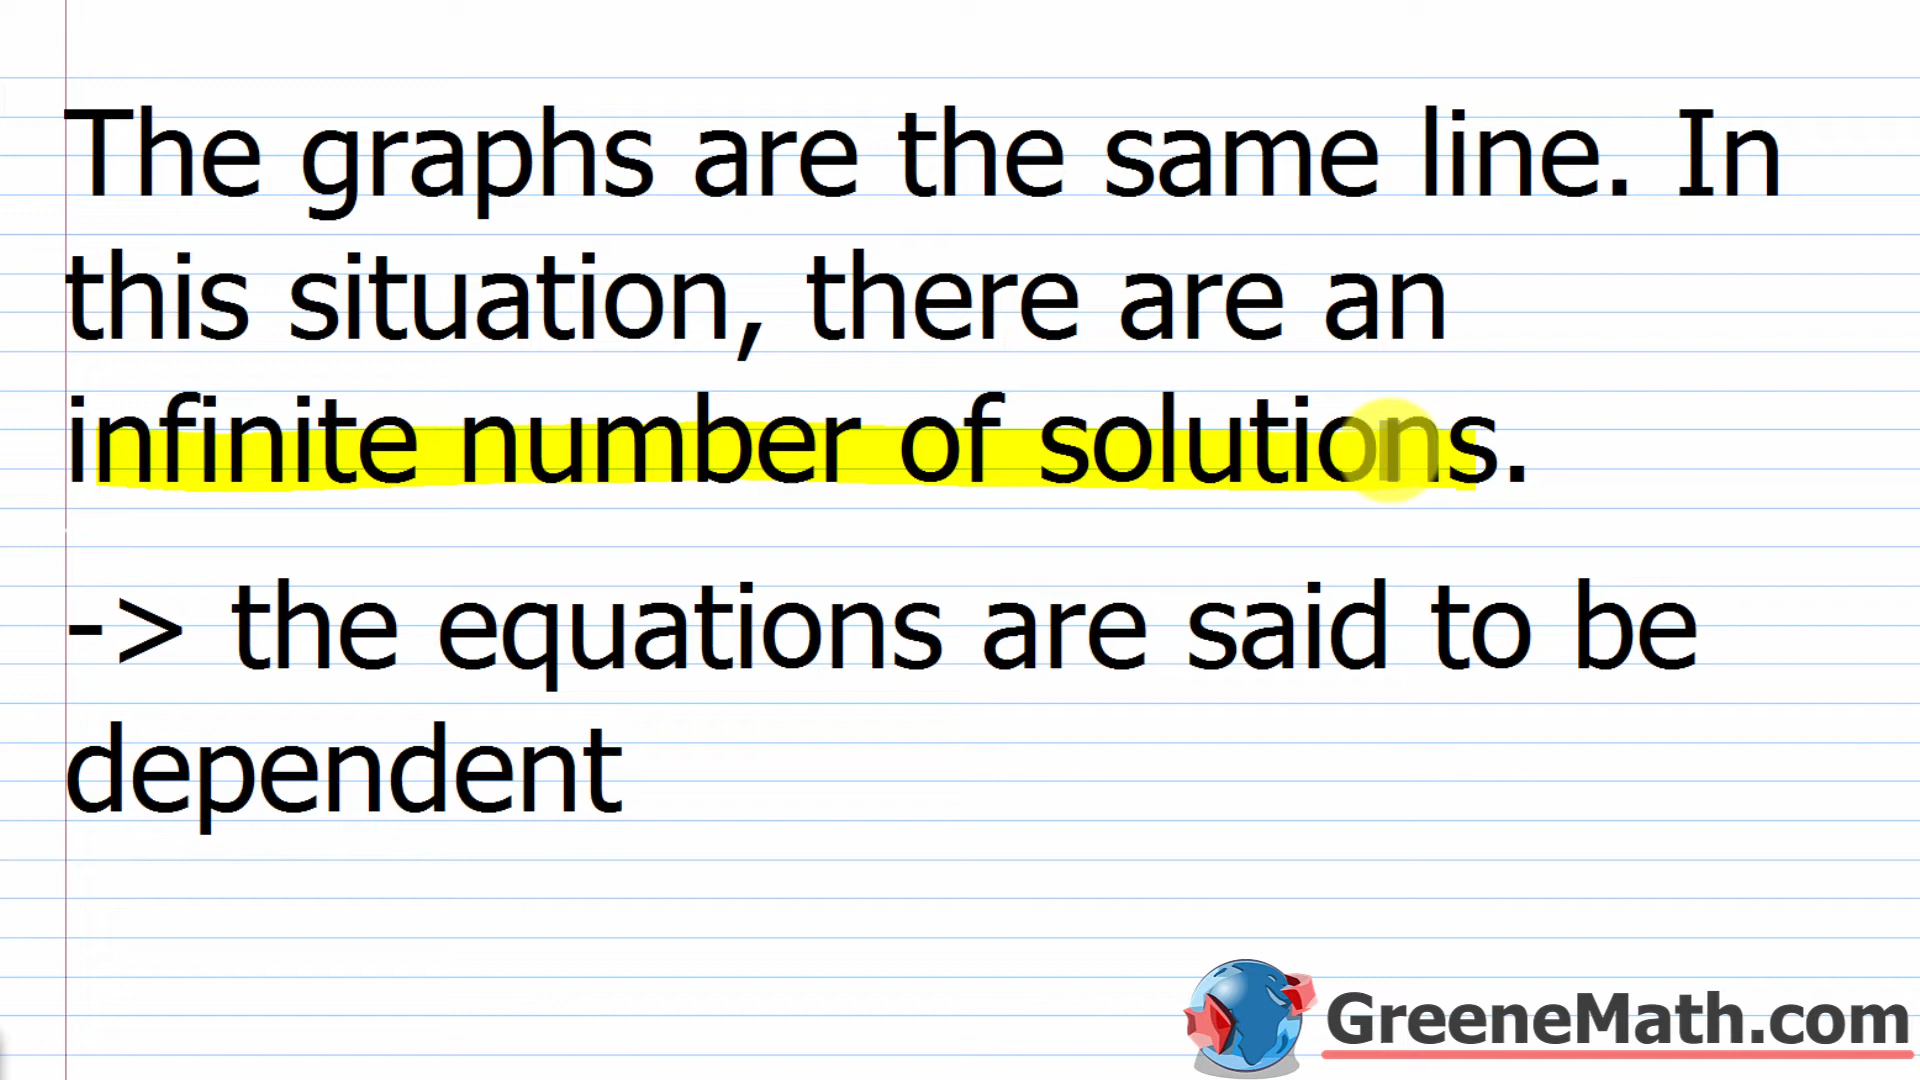 The graphs are the same line. In
this situation, there are an
infinite number of solutions.
-> the equations are said to be
dependent
GreeneMath.com